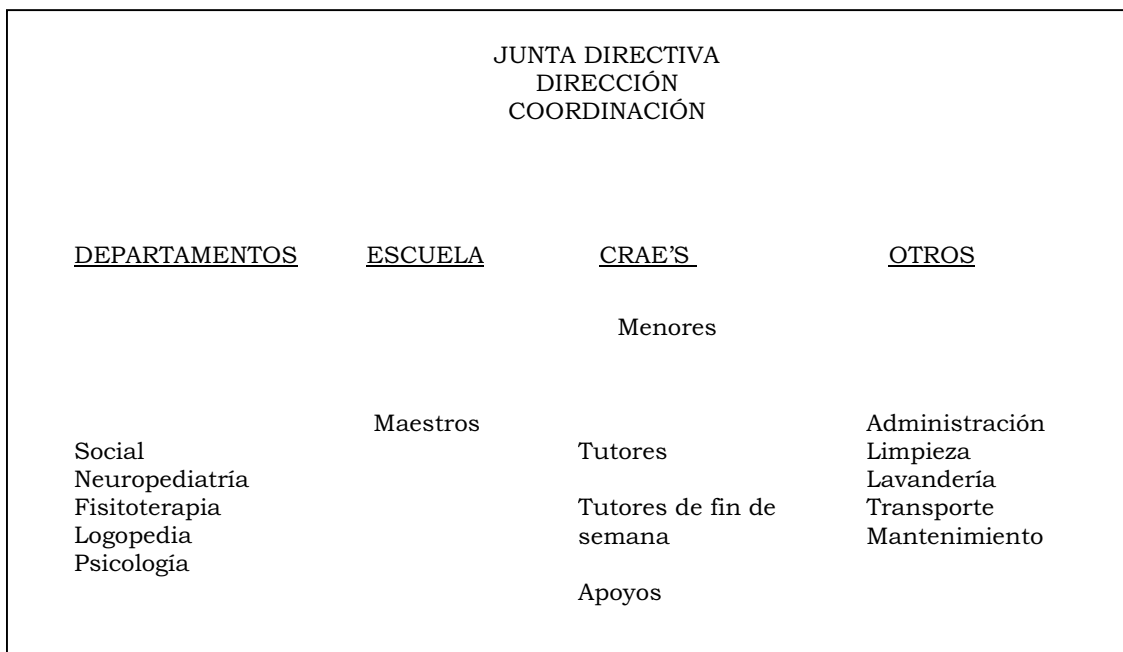 JUNTA DIRECTIVA
DIRECCIÓN
COORDINACIÓN
DEPARTAMENTOS ESCUELA CRAE'S OTROS
Menores
Maestros Administración
Social Tutores Limpieza
Neuropediatría Lavandería
Fisitoterapia Tutores de fin de Transporte
Logopedia semana Mantenimiento
Psicología
Apoyos